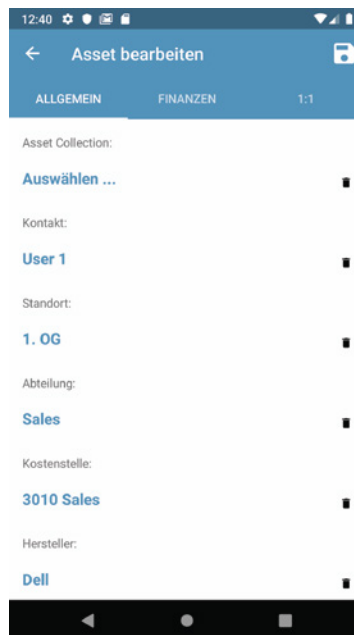 12:40
Asset bearbeiten
ALLGEMEIN FINANZEN 1:1
Asset Collection:
Auswählen ...
Kontakt:
User 1
Standort:
1. OG
Abteilung:
Sales
Kostenstelle:
3010 Sales
Hersteller:
Dell